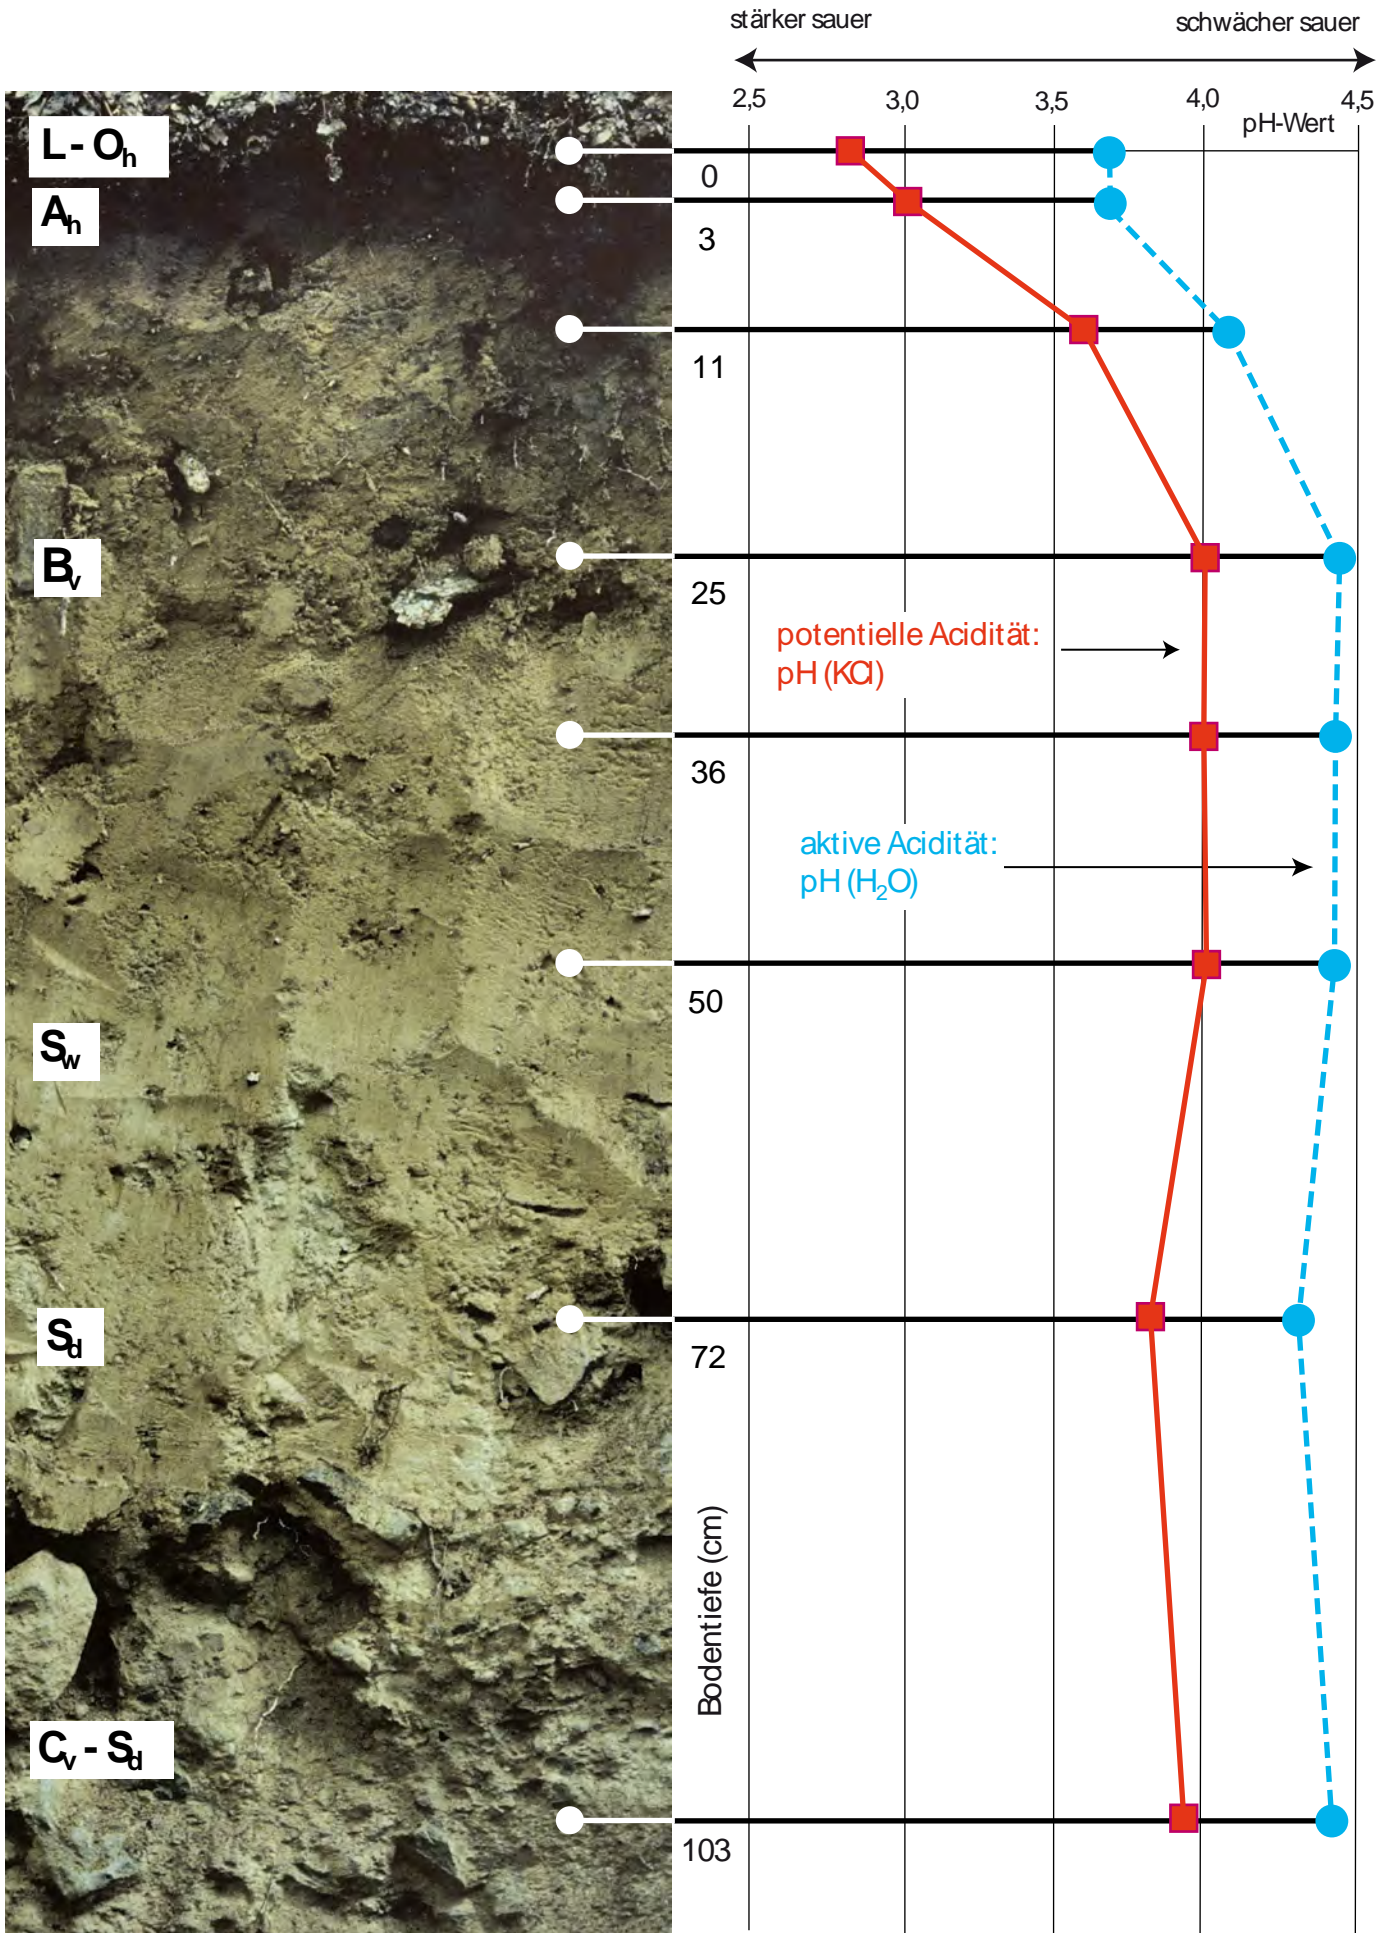 stärker sauer schwächer sauer
2,5 3,0 3,5 4,0 4,5
pH-Wert
L - Oh
0
Ah
3
11
Bv
25
potentielle Acidität:
pH (KCl)
36
aktive Acidität:
pH (H₂O)
50
Sw
Sd
72
Bodentiefe (cm)
Cv - Sd
103